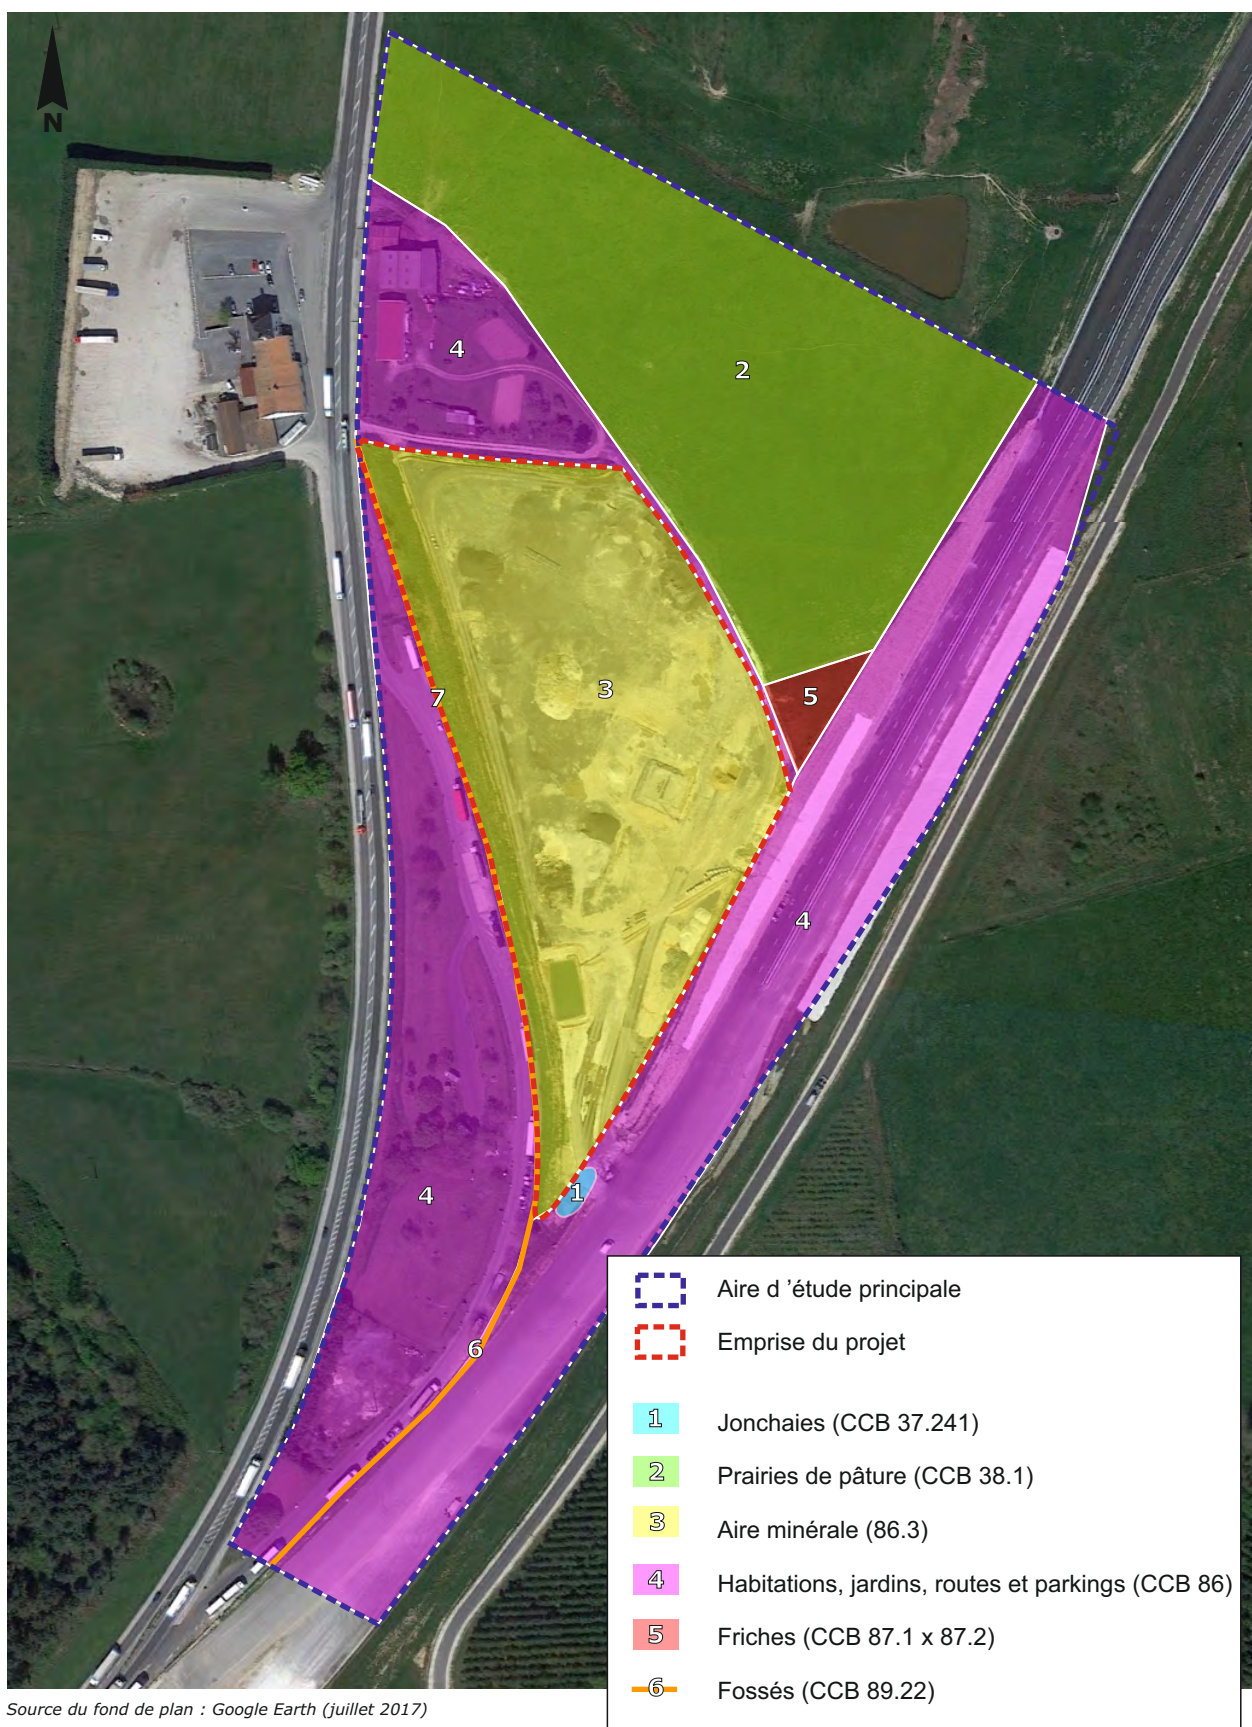 N
4
2
3
5
7
4
1
4
6
Aire d ’étude principale
Emprise du projet
1 Jonchaies (CCB 37.241)
2 Prairies de pâture (CCB 38.1)
3 Aire minérale (86.3)
4 Habitations, jardins, routes et parkings (CCB 86)
5 Friches (CCB 87.1 x 87.2)
6 Fossés (CCB 89.22)
Source du fond de plan : Google Earth (juillet 2017)